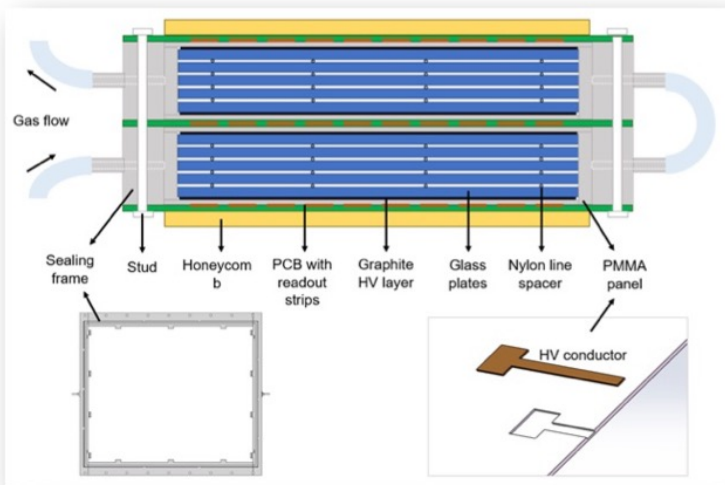 Gas flow
Sealing
frame
Stud
Honeycom
b
PCB with
readout
strips
Graphite
HV layer
Glass
plates
Nylon line
spacer
PMMA
panel
HV conductor